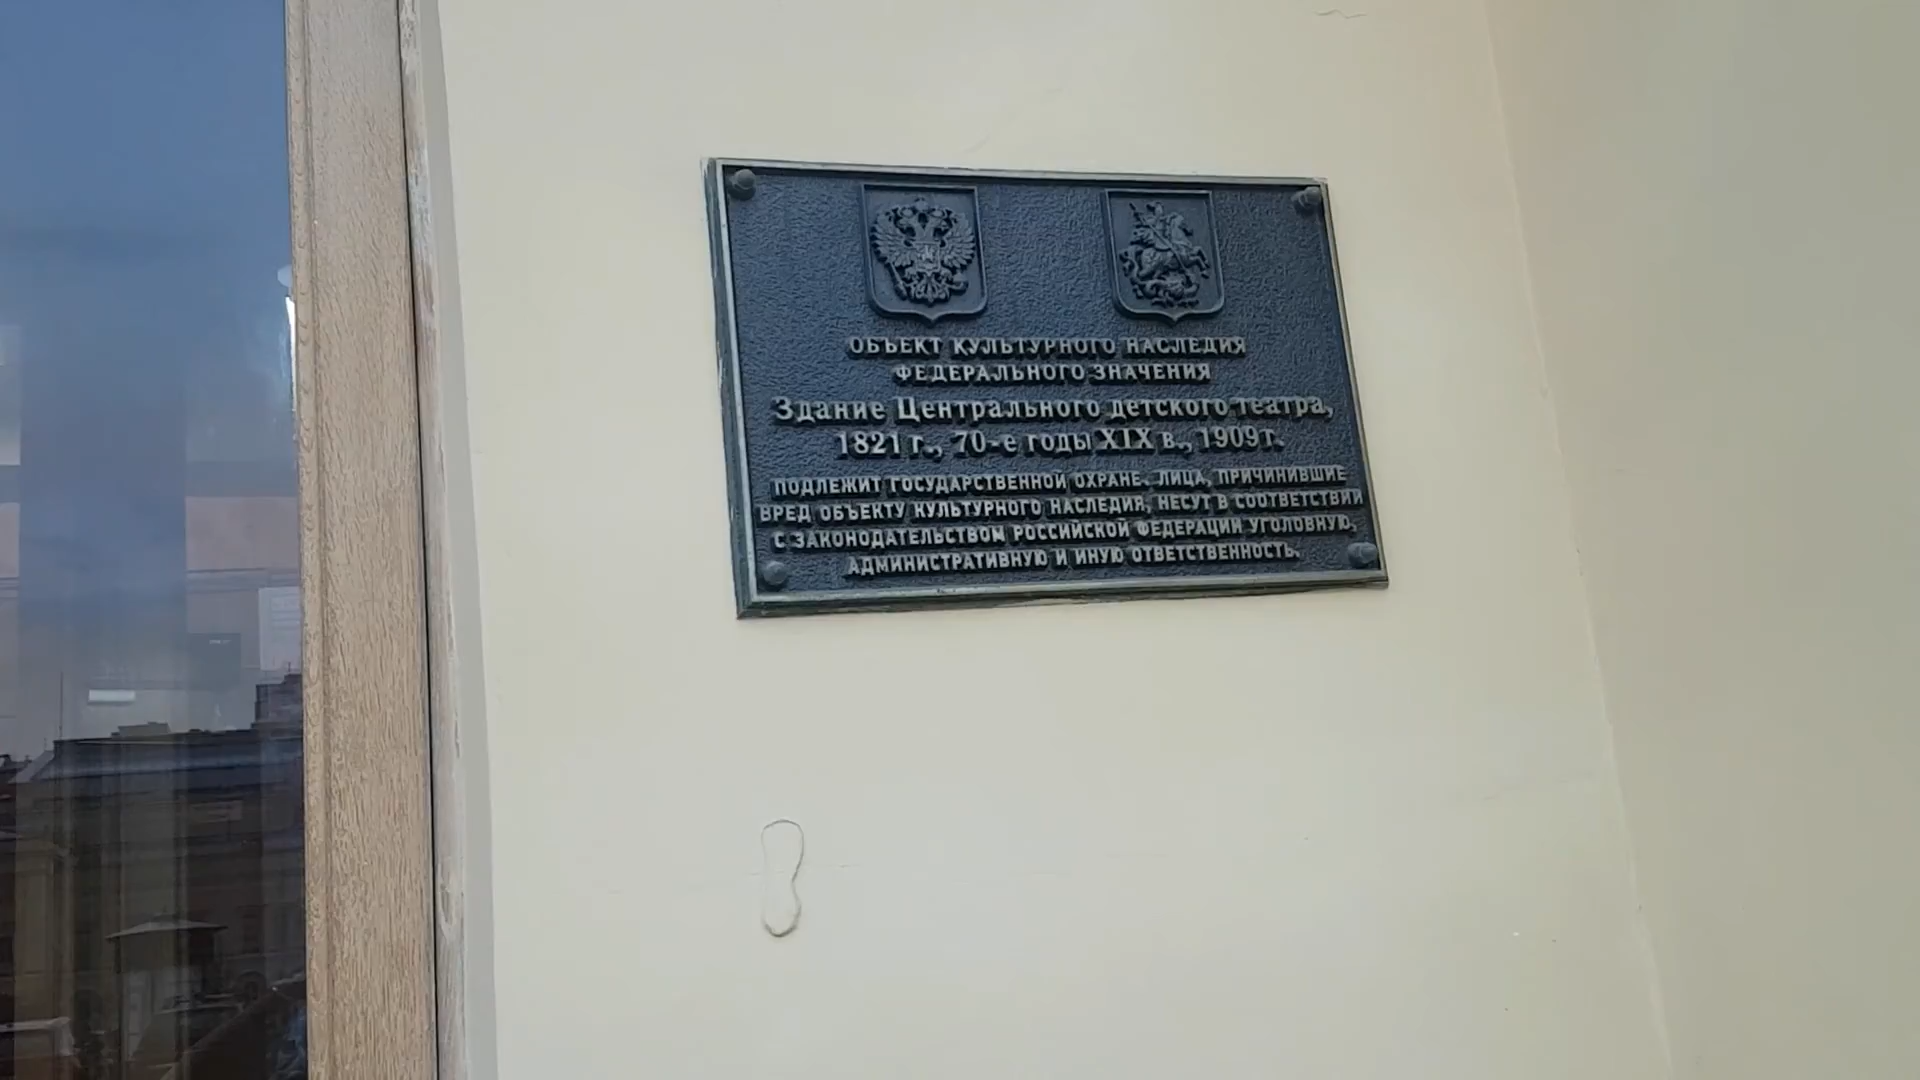 ОБЪЕКТ КУЛЬТУРНОГО НАСЛЕДИЯ
ФЕДЕРАЛЬНОГО ЗНАЧЕНИЯ
Здание Центрального детского театра,
1821 г., 70-е годы XIX в., 1909 г.
ПОДЛЕЖИТ ГОСУДАРСТВЕННОЙ ОХРАНЕ. ЛИЦА, ПРИЧИНИВШИЕ
ВРЕД ОБЪЕКТУ КУЛЬТУРНОГО НАСЛЕДИЯ, НЕСУТ В СООТВЕТСТВИИ
С ЗАКОНОДАТЕЛЬСТВОМ РОССИЙСКОЙ ФЕДЕРАЦИИ УГОЛОВНУЮ,
АДМИНИСТРАТИВНУЮ И ИНУЮ ОТВЕТСТВЕННОСТЬ.